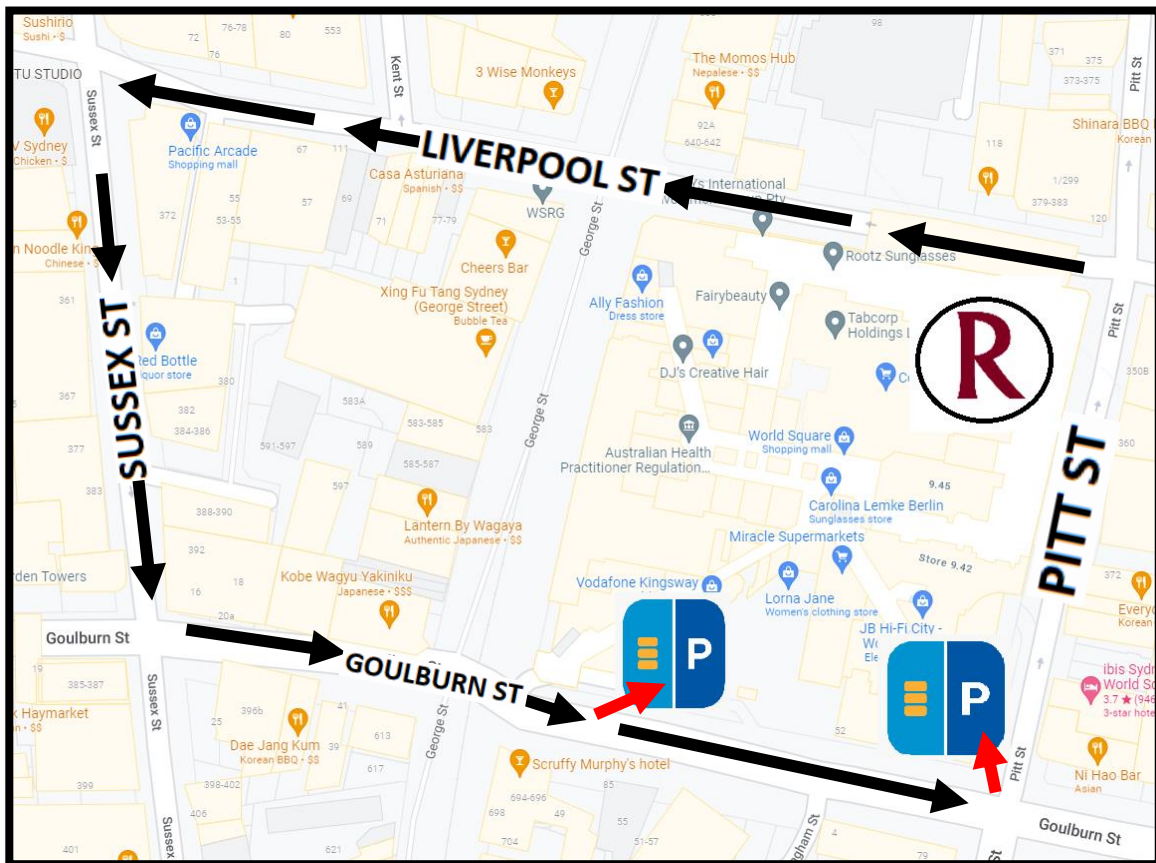 Sushirio
Sushi • $
72
76-78
76
80
553
98
371
375
373-375
Pitt St
TU STUDIO
Sussex St
Kent St
3 Wise Monkeys
The Momos Hub
Nepalese • $$
92A
640-642
118
Shinara BBQ
Korean
V Sydney
Chicken • $
Pacific Arcade
Shopping mall
67
111
LIVERPOOL ST
Casa Asturiana
Spanish • $$
WSRG
George St
's International
1/299
379-383
120
372
55
53-55
57
69
71
77-79
n Noodle King
Chinese • $
Cheers Bar
Rootz Sunglasses
361
1
Xing Fu Tang Sydney
(George Street)
Bubble Tea
Ally Fashion
Dress store
Fairybeauty
Tabcorp
Holdings L
R
Pitt St
SUSSEX ST
Red Bottle
iquor store
380
DJ's Creative Hair
350B
367
382
384-386
583A
583-585
583
George St
377
591-597
589
585-587
Australian Health
Practitioner Regulation...
World Square
Shopping mall
360
PITT ST
383
597
9.45
388-390
Lantern By Wagaya
Authentic Japanese • $$
Carolina Lemke Berlin
Sunglasses store
392
Miracle Supermarkets
Store 9.42
rden Towers
18
16
Kobe Wagyu Yakiniku
Japanese • $$$
Vodafone Kingsway
Lorna Jane
Women's clothing store
372
20a
JB Hi-Fi City -
Everyo
Korean
Goulburn St
GOULBURN ST
P
P
19
385-387
Sussex St
ibis Sydn
World Sq
3.7 ★ (946
3-star hote
k Haymarket
n • $$
25
396b
41
George St
613
52
Dae Jang Kum
Korean BBQ • $$
39
617
Scruffy Murphy's hotel
Pitt St
Ni Hao Bar
Asian
399
398-402
694-696
85
406
698
49
55
Goulburn St
401
621
704
51-57
ngham St
4
79
Sussex
Pitt St